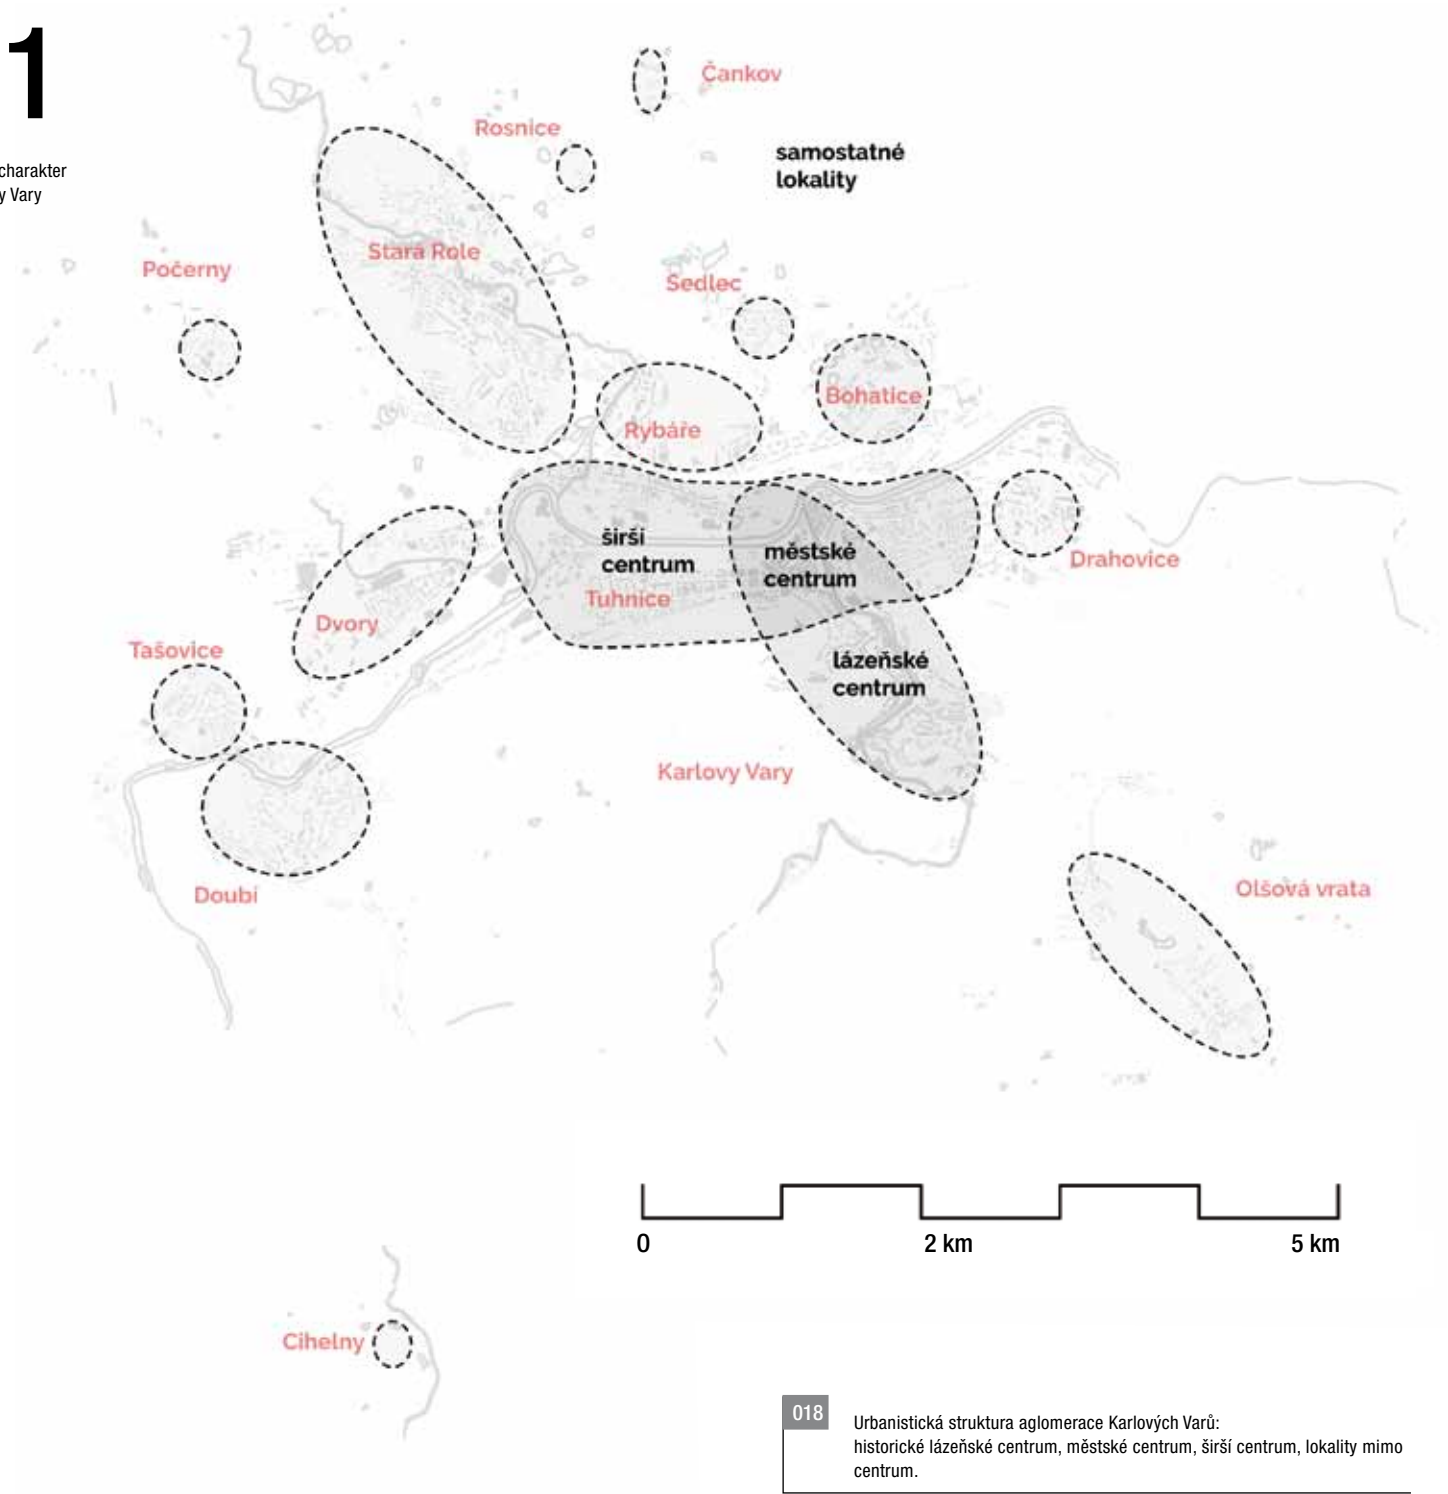 1
charakter
y Vary
Čankov
Rosnice
samostatné
lokality
Stara Role
Počerny
Sedlec
Bohatice
Rybáře
širší
centrum
městské
centrum
Tuhnice
Drahovice
Dvory
Tašovice
lázeňské
centrum
Karlovy Vary
Doubí
Olšová vrata
0
2 km
5 km
Cihelny
018
Urbanistická struktura aglomerace Karlových Varů:
historické lázeňské centrum, městské centrum, širší centrum, lokality mimo
centrum.